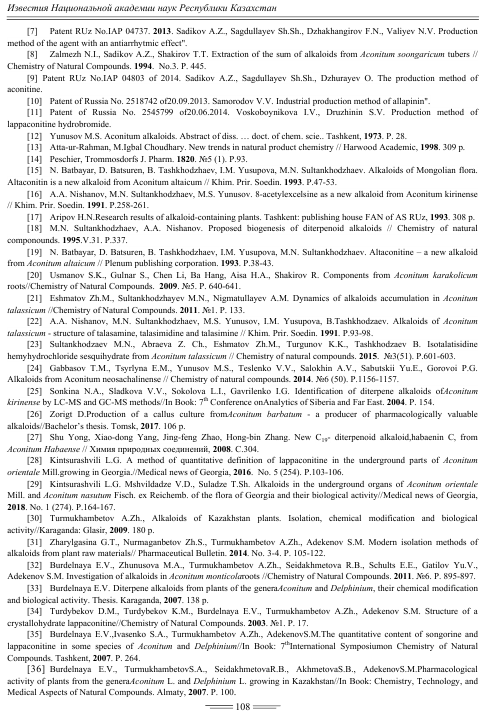 Известия Национальной академии наук Республики Казахстан
[7] Patent RUz No.IAP 04737. 2013. Sadikov A.Z., Sagdullayev Sh.Sh., Dzhakhangirov F.N., Valiyev N.V. Production
method of the agent with an antiarrhytmic effect".
[8] Zalmezh N.I., Sadikov A.Z., Shakirov T.T. Extraction of the sum of alkaloids from Aconitum soongaricum tubers //
Chemistry of Natural Compounds. 1994. No.3. P. 445.
[9] Patent RUz No.IAP 04803 of 2014. Sadikov A.Z., Sagdullayev Sh.Sh., Dzhurayev O. The production method of
aconitine.
[10] Patent of Russia No. 2518742 of20.09.2013. Samorodov V.V. Industrial production method of allapinin".
[11] Patent of Russia No. 2545799 of20.06.2014. Voskoboynikova I.V., Druzhinin S.V. Production method of
lappaconitine hydrobromide.
[12] Yunusov M.S. Aconitum alkaloids. Abstract of diss. … doct. of chem. scie.. Tashkent, 1973. P. 28.
[13] Atta-ur-Rahman, M.Igbal Choudhary. New trends in natural product chemistry // Harwood Academic, 1998. 309 p.
[14] Peschier, Trommosdorfs J. Pharm. 1820. №5 (1). P.93.
[15] N. Batbayar, D. Batsuren, B. Tashkhodzhaev, I.M. Yusupova, M.N. Sultankhodzhaev. Alkaloids of Mongolian flora.
Altaconitin is a new alkaloid from Aconitum altaicum // Khim. Prir. Soedin. 1993. P.47-53.
[16] A.A. Nishanov, M.N. Sultankhodzhaev, M.S. Yunusov. 8-acetylexcelsine as a new alkaloid from Aconitum kirinense
// Khim. Prir. Soedin. 1991. P.258-261.
[17] Aripov H.N.Research results of alkaloid-containing plants. Tashkent: publishing house FAN of AS RUz, 1993. 308 p.
[18] M.N. Sultankhodzhaev, A.A. Nishanov. Proposed biogenesis of diterpenoid alkaloids // Chemistry of natural
componounds. 1995.V.31. P.337.
[19] N. Batbayar, D. Batsuren, B. Tashkhodzhaev, I.M. Yusupova, M.N. Sultankhodzhaev. Altaconitine – a new alkaloid
from Aconitum altaicum // Plenum publishing corporation. 1993. P.38-43.
[20] Usmanov S.K., Gulnar S., Chen Li, Ba Hang, Aisa H.A., Shakirov R. Components from Aconitum karakolicum
roots//Chemistry of Natural Compounds. 2009. №5. P. 640-641.
[21] Eshmatov Zh.M., Sultankhodzhayev M.N., Nigmatullayev A.M. Dynamics of alkaloids accumulation in Aconitum
talassicum //Chemistry of Natural Compounds. 2011. №1. P. 133.
[22] A.A. Nishanov, M.N. Sultankhodzhaev, M.S. Yunusov, I.M. Yusupova, B.Tashkhodzaev. Alkaloids of Aconitum
talassicum - structure of talasamine, talasimidine and talasimine // Khim. Prir. Soedin. 1991. P.93-98.
[23] Sultankhodzaev M.N., Abraeva Z. Ch., Eshmatov Zh.M., Turgunov K.K., Tashkhodzaev B. Isotalatisidine
hemyhydrochloride sesquihydrate from Aconitum talassicum // Chemistry of natural compounds. 2015. №3(51). P.601-603.
[24] Gabbasov T.M., Tsyrlyna E.M., Yunusov M.S., Teslenko V.V., Salokhin A.V., Sabutskii Yu.E., Gorovoi P.G.
Alkaloids from Aconitum neosachalinense // Chemistry of natural compounds. 2014. №6 (50). P.1156-1157.
[25] Sonkina N.A., Sladkova V.V., Sokolova L.I., Gavrilenko I.G. Identification of diterpene alkaloids ofAconitum
kirinense by LC-MS and GC-MS methods//In Book: 7th Conference onAnalytics of Siberia and Far East. 2004. P. 154.
[26] Zorigt D.Production of a callus culture fromAconitum barbatum - a producer of pharmacologically valuable
alkaloids//Bachelor's thesis. Tomsk, 2017. 106 p.
[27] Shu Yong, Xiao-dong Yang, Jing-feng Zhao, Hong-bin Zhang. New C19- diterpenoid alkaloid,habaenin C, from
Aconitum Habaense // Химия природных соединений, 2008. C.304.
[28] Kintsurashvili L.G. A method of quantitative definition of lappaconitine in the underground parts of Aconitum
orientale Mill.growing in Georgia.//Medical news of Georgia, 2016. No. 5 (254). P.103-106.
[29] Kintsurashvili L.G. Mshvildadze V.D., Suladze T.Sh. Alkaloids in the underground organs of Aconitum orientale
Mill. and Aconitum nasutum Fisch. ex Reichemb. of the flora of Georgia and their biological activity//Medical news of Georgia,
2018. No. 1 (274). P.164-167.
[30] Turmukhambetov A.Zh., Alkaloids of Kazakhstan plants. Isolation, chemical modification and biological
activity//Karaganda: Glasir, 2009. 180 p.
[31] Zharylgasina G.T., Nurmaganbetov Zh.S., Turmukhambetov A.Zh., Adekenov S.M. Modern isolation methods of
alkaloids from plant raw materials// Pharmaceutical Bulletin. 2014. No. 3-4. P. 105-122.
[32] Burdelnaya E.V., Zhunusova M.A., Turmukhambetov A.Zh., Seidakhmetova R.B., Schults E.E., Gatilov Yu.V.,
Adekenov S.M. Investigation of alkaloids in Aconitum monticolaroots //Chemistry of Natural Compounds. 2011. №6. P. 895-897.
[33] Burdelnaya E.V. Diterpene alkaloids from plants of the generaAconitum and Delphinium, their chemical modification
and biological activity. Thesis. Karaganda, 2007. 138 p.
[34] Turdybekov D.M., Turdybekov K.M., Burdelnaya E.V., Turmukhambetov A.Zh., Adekenov S.M. Structure of a
crystallohydrate lappaconitine//Chemistry of Natural Compounds. 2003. №1. P. 17.
[35] Burdelnaya E.V.,Ivasenko S.A., Turmukhambetov A.Zh., AdekenovS.M.The quantitative content of songorine and
lappaconitine in some species of Aconitum and Delphinium//In Book: 7thInternational Symposiumon Chemistry of Natural
Compounds. Tashkent, 2007. P. 264.
[36] Burdelnaya E.V., TurmukhambetovS.A., SeidakhmetovaR.B., AkhmetovaS.B., AdekenovS.M.Pharmacological
activity of plants from the generaAconitum L. and Delphinium L. growing in Kazakhstan//In Book: Chemistry, Technology, and
Medical Aspects of Natural Compounds. Almaty, 2007. P. 100.
108